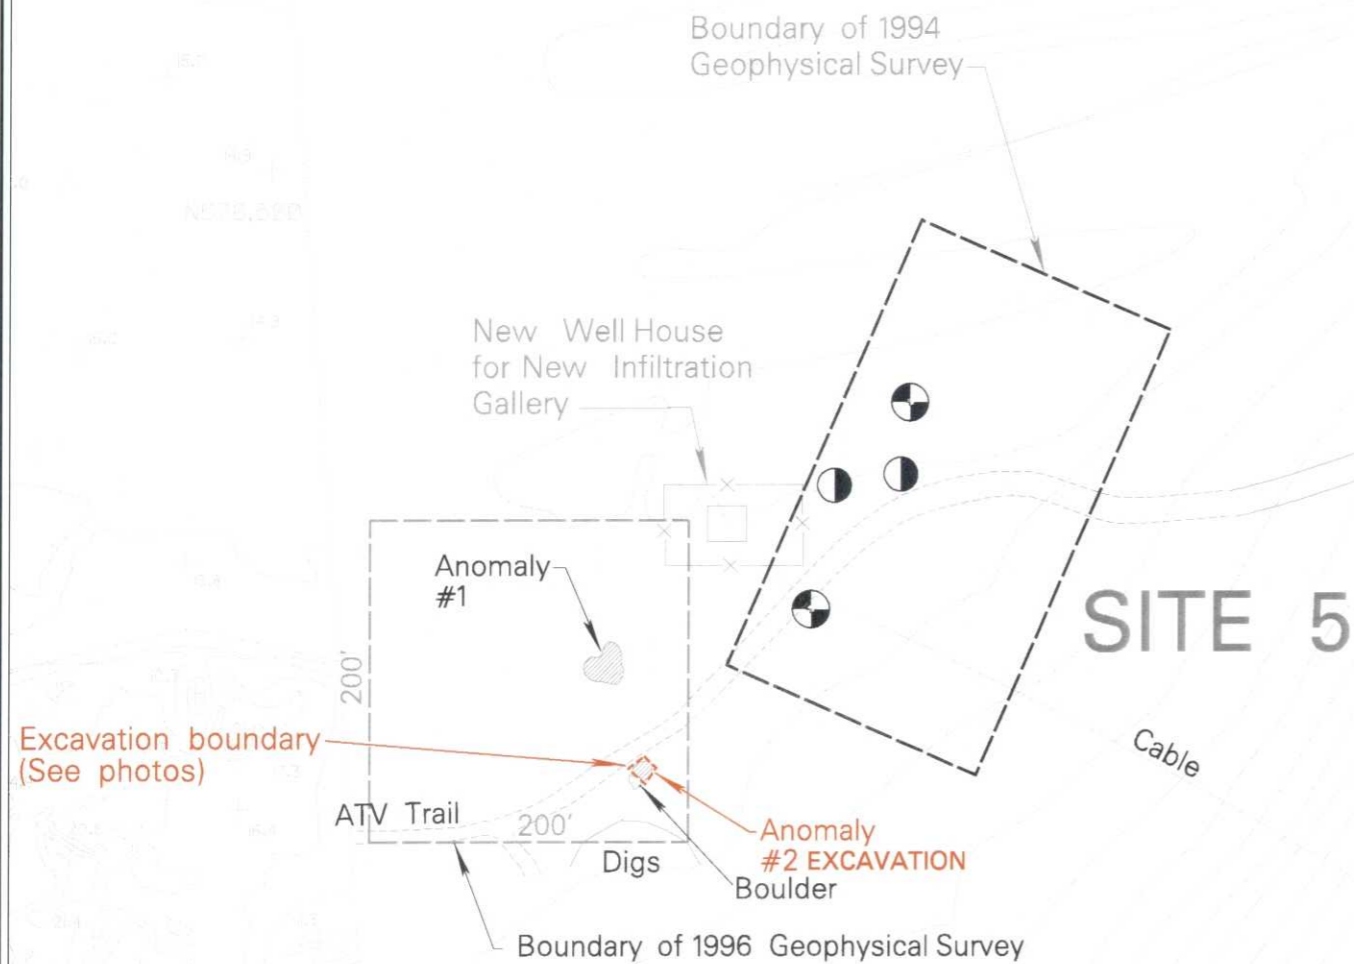 Boundary of 1994
Geophysical Survey
New Well House
for New Infiltration
Gallery
Anomaly
#1
SITE 5
200'
Excavation boundary
(See photos)
Cable
ATV Trail
200'
Anomaly
#2 EXCAVATION
Digs
Boulder
Boundary of 1996 Geophysical Survey